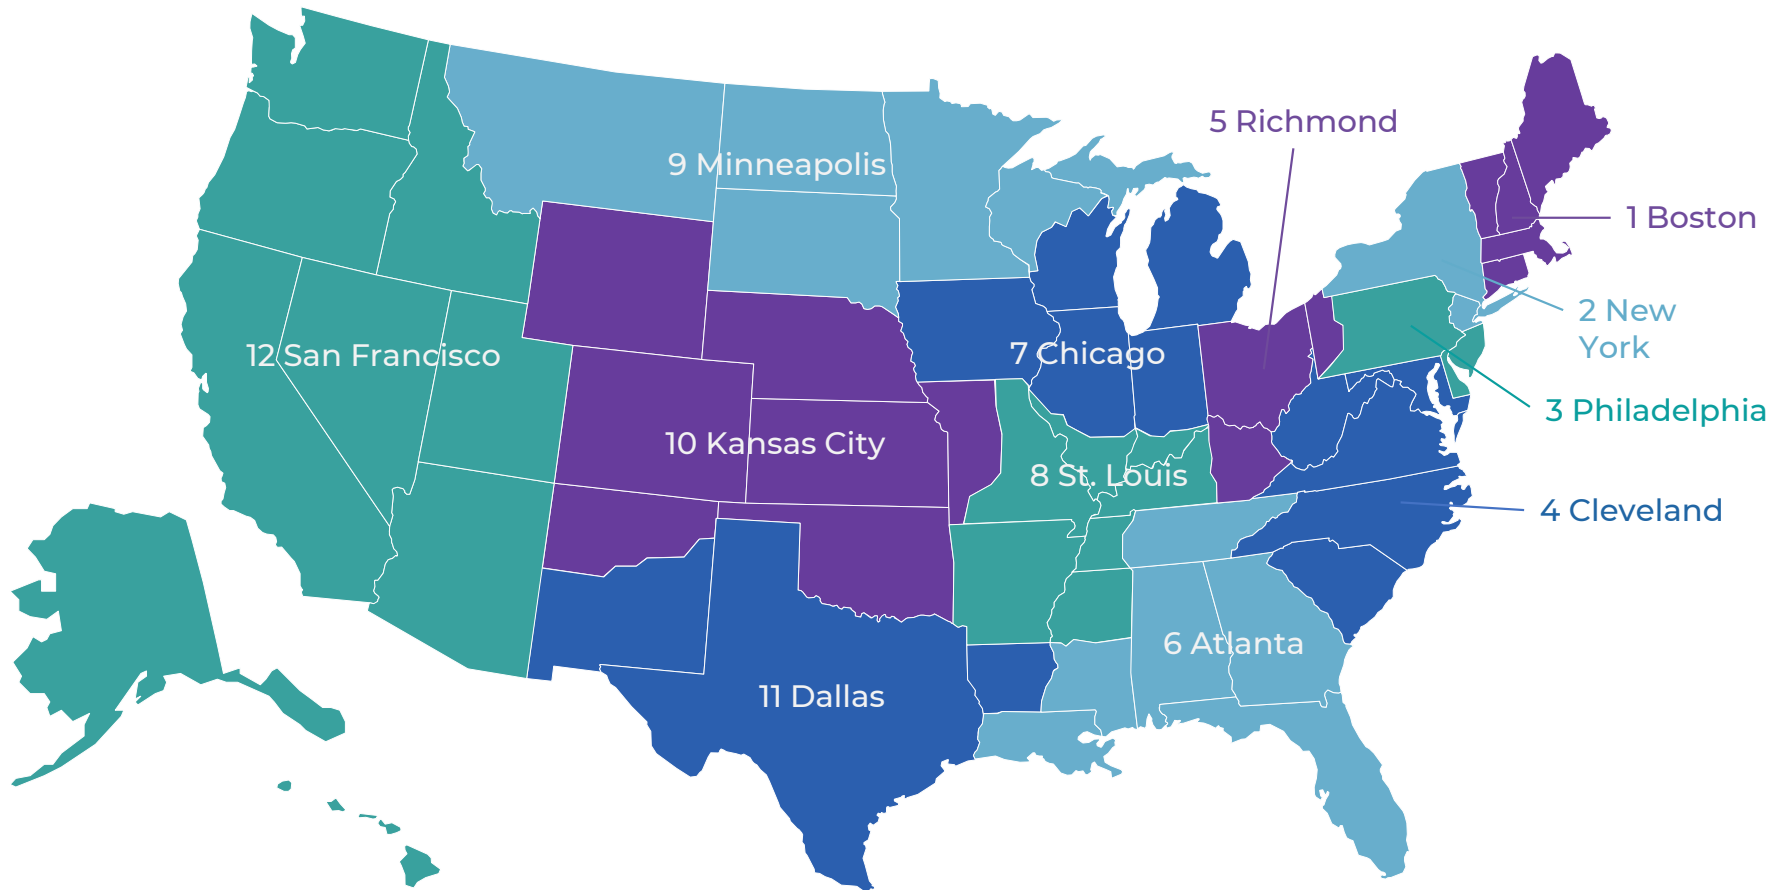 5 Richmond
9 Minneapolis
1 Boston
2 New
York
12 San Francisco
7 Chicago
3 Philadelphia
10 Kansas City
8 St. Louis
4 Cleveland
6 Atlanta
11 Dallas